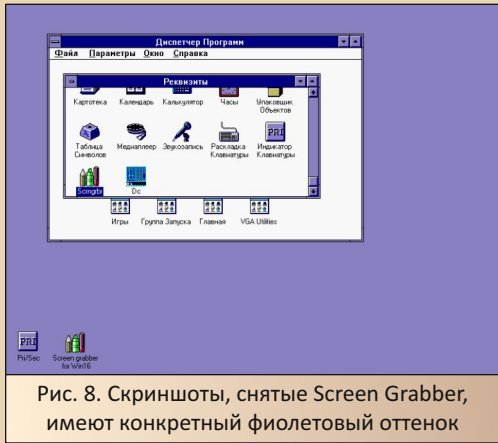 Диспетчер Программ
Файл Параметры Окно Справка
Реквизиты
Картотека Календарь Калькулятор Часы Упаковщик Объектов
Таблица Символов Медиаплеер Звукозапись Раскладка Клавиатуры Индикатор Клавиатуры
PRI
Scrngrbr Dc
Игры Группа Запуска Главная VGA Utilities
PRI
Pri/Sec Screen grabber for Win16
Рис. 8. Скриншоты, снятые Screen Grabber,
имеют конкретный фиолетовый оттенок